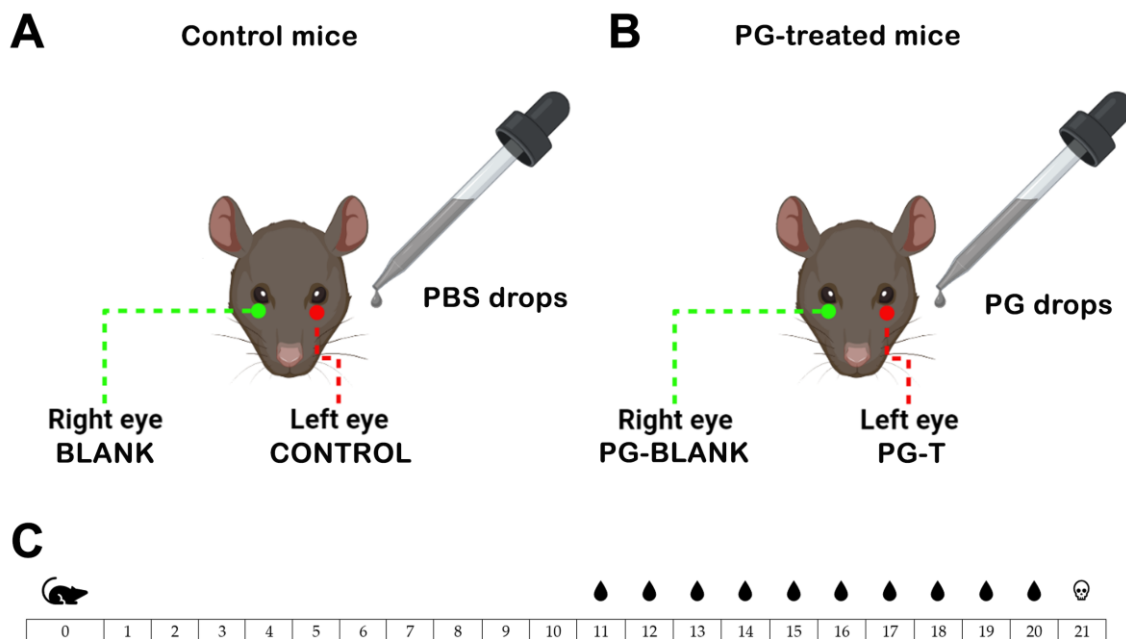 A
Control mice
B
PG-treated mice
PBS drops
PG drops
Right eye
BLANK
Left eye
CONTROL
Right eye
PG-BLANK
Left eye
PG-T
C
0 1 2 3 4 5 6 7 8 9 10 11 12 13 14 15 16 17 18 19 20 21